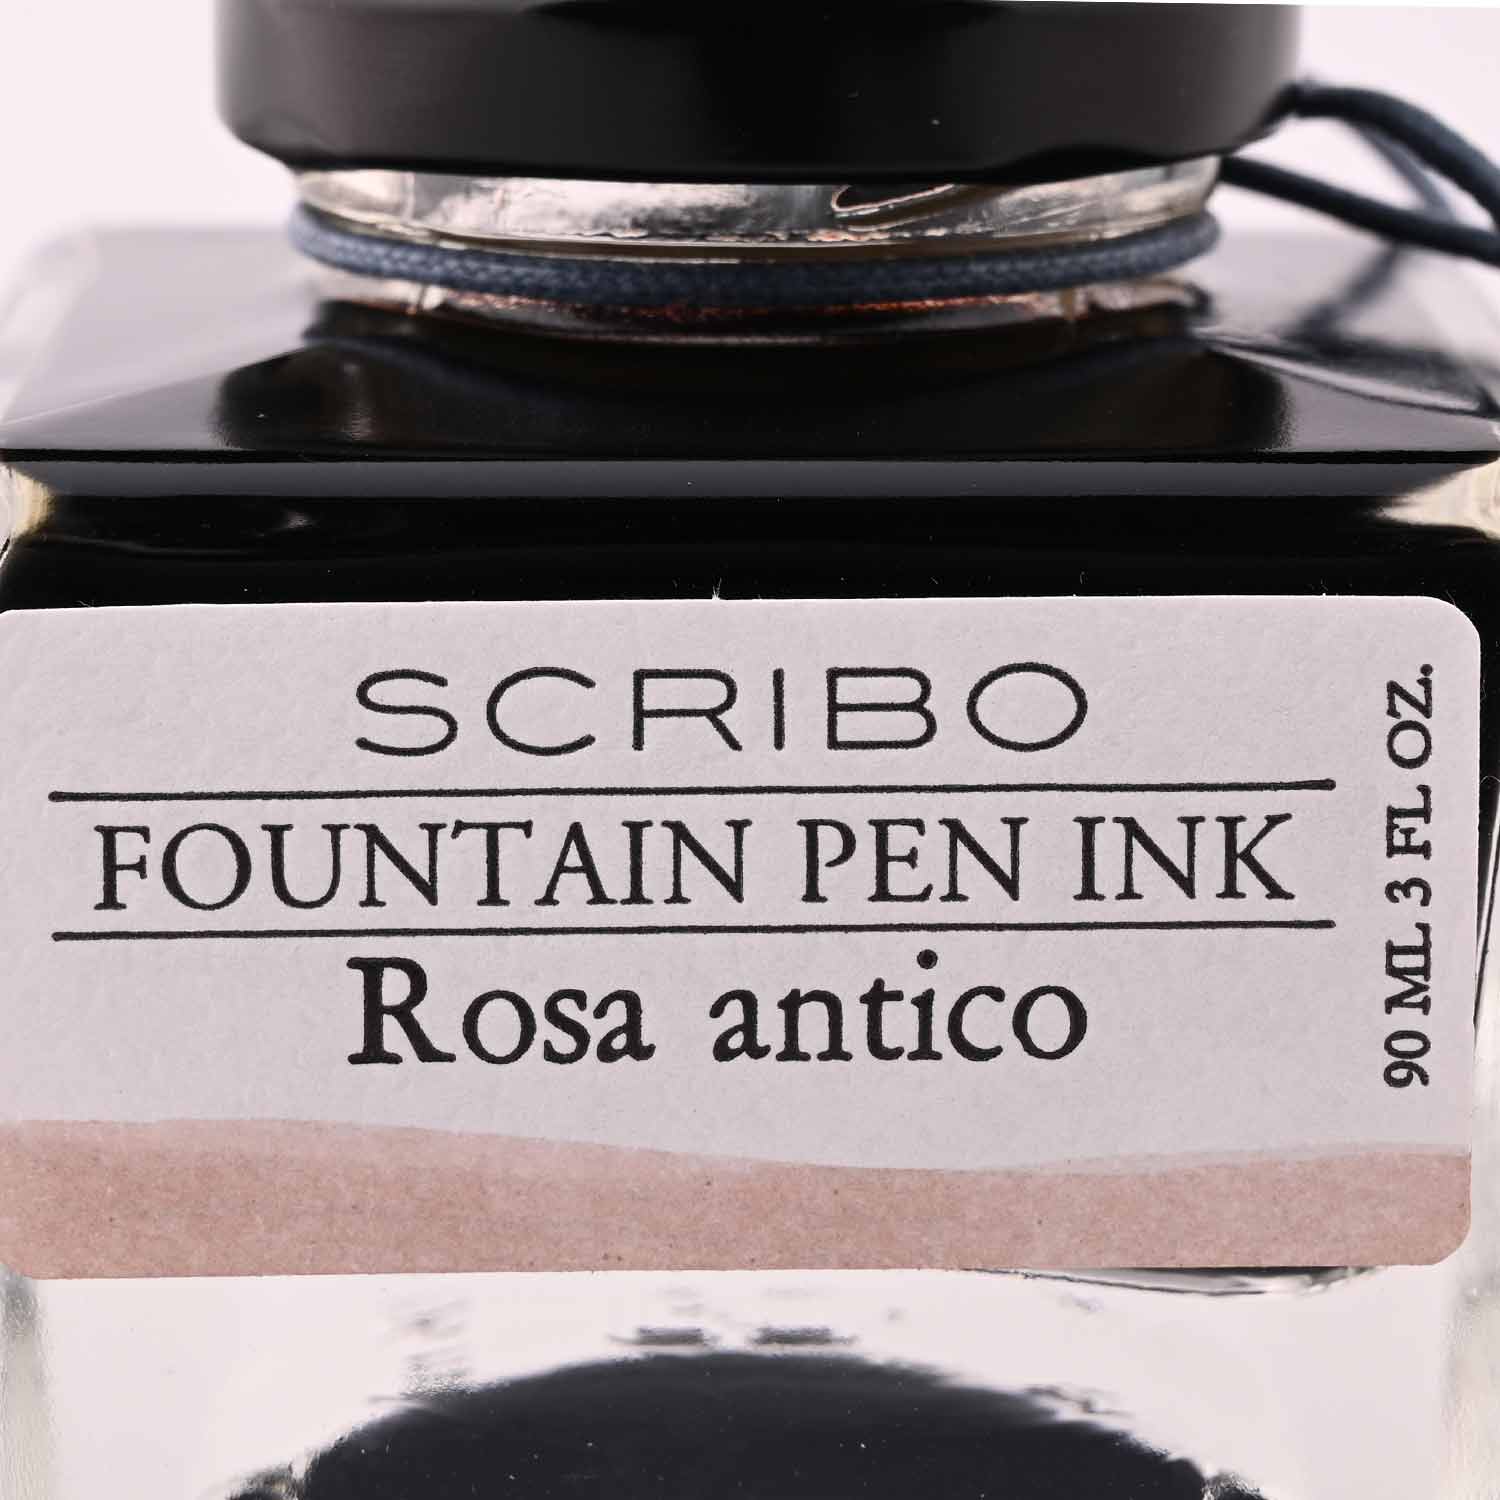 SCRIBO
FOUNTAIN PEN INK
Rosa antico
90 ML 3 FL OZ.